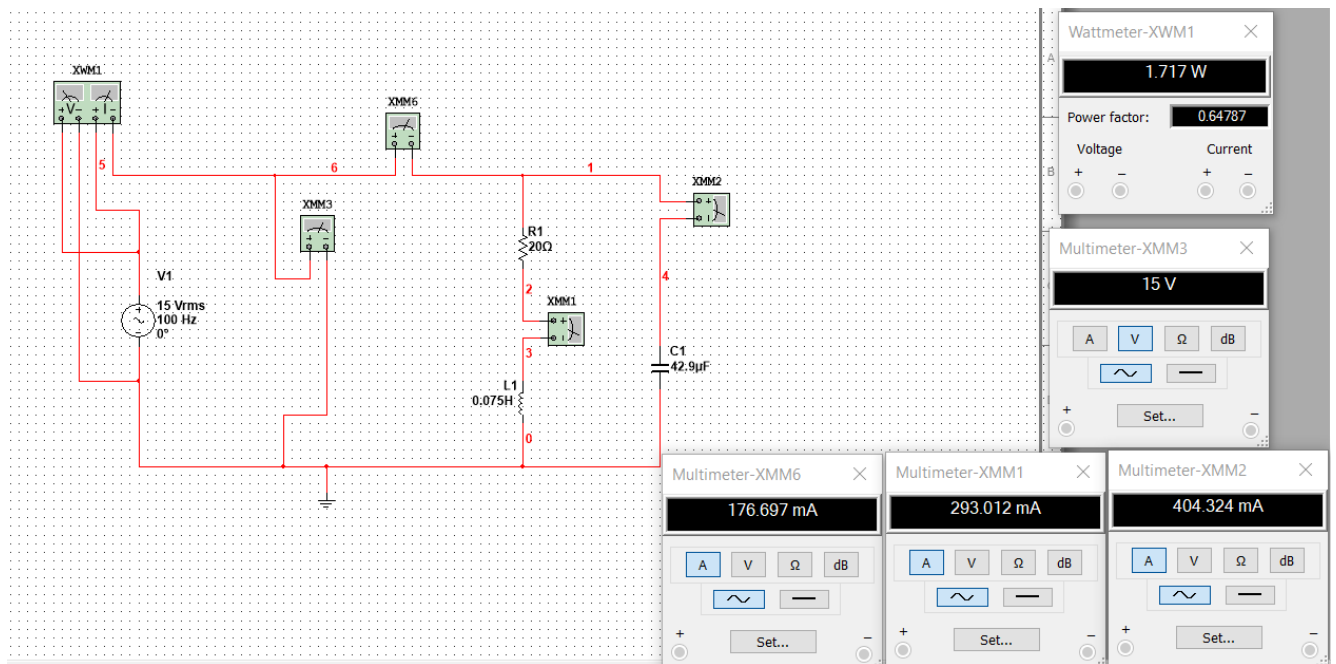 XWM1
+V- +I-
5
XMM6
+ -
6
1
XMM2
+
XMM3
+ -
R1
20Ω
4
2
XMM1
+
3
V1
15 Vrms
100 Hz
0°
+
C1
42.9µF
L1
0.075H
0
A
B
Wattmeter-XWM1
1.717 W
Power factor: 0.64787
Voltage Current
+ - + -
Multimeter-XMM3
15 V
A V Ω dB
+ Set... -
Multimeter-XMM6
176.697 mA
A V Ω dB
+ Set... -
Multimeter-XMM1
293.012 mA
A V Ω dB
+ Set... -
Multimeter-XMM2
404.324 mA
A V Ω dB
+ Set... -